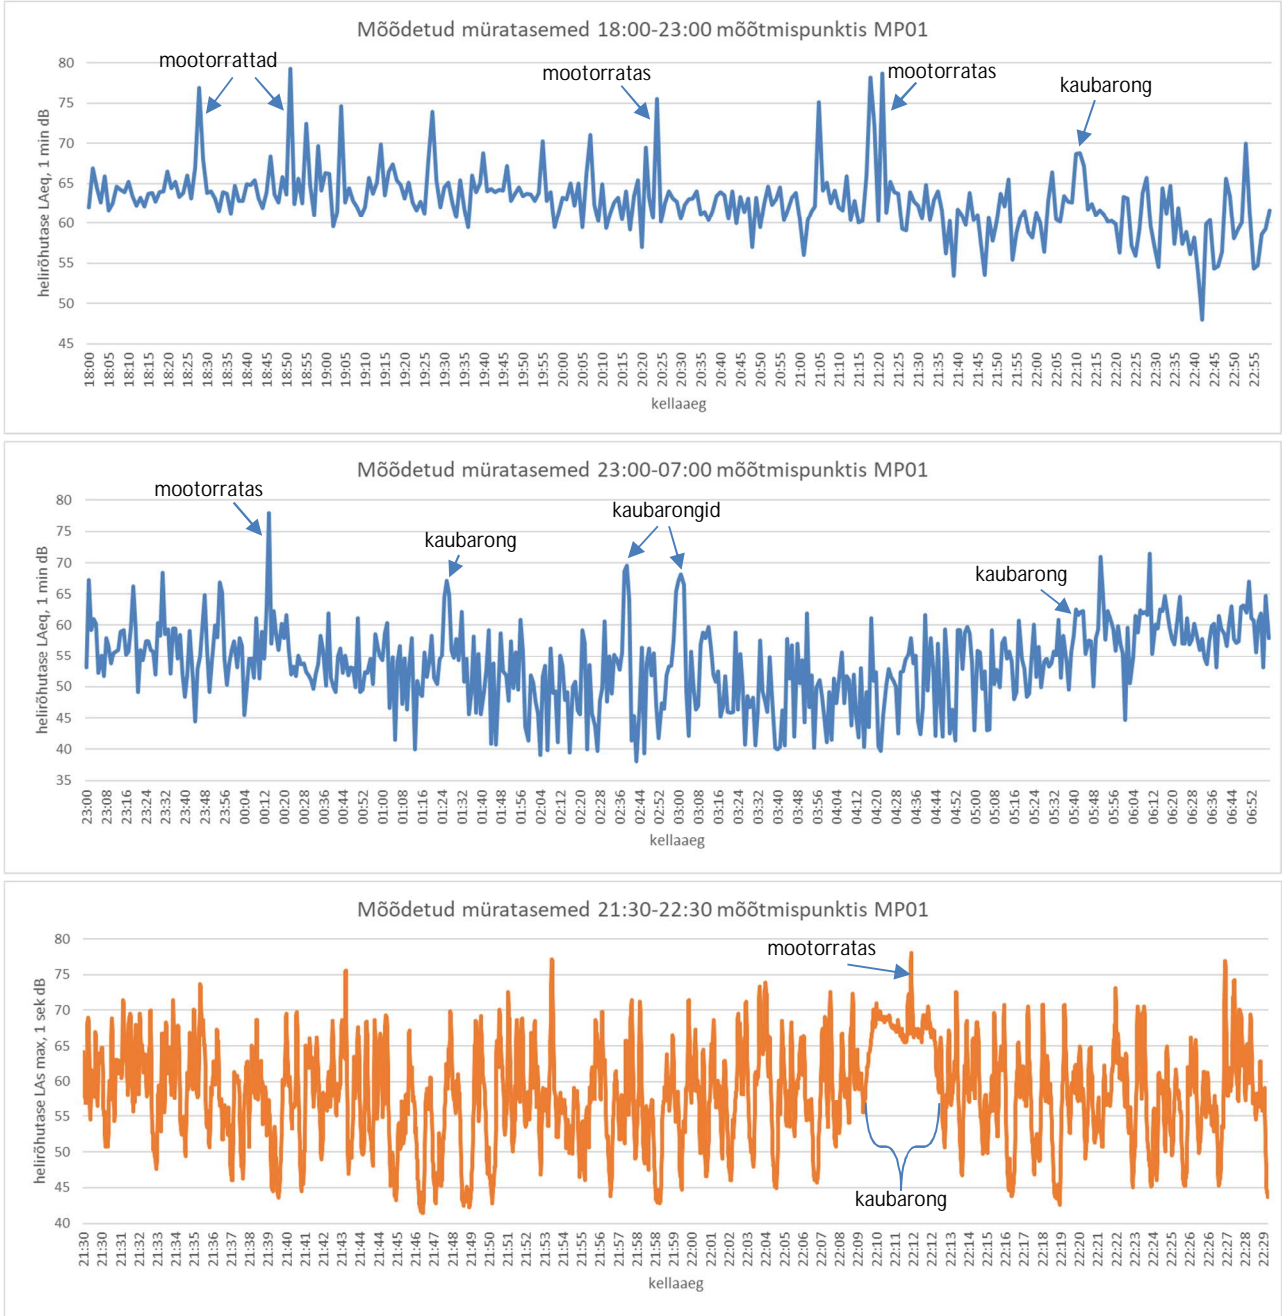 Mõõdetud müratasemed 18:00-23:00 mõõtmispunktis MP01
mootorrattad
mootorratas
mootorratas
kaubarong
helirõhutase LAeq, 1 min dB
80
75
70
65
60
55
50
45
18:00 18:05 18:10 18:15 18:20 18:25 18:30 18:35 18:40 18:45 18:50 18:55 19:00 19:05 19:10 19:15 19:20 19:25 19:30 19:35 19:40 19:45 19:50 19:55 20:00 20:05 20:10 20:15 20:20 20:25 20:30 20:35 20:40 20:45 20:50 20:55 21:00 21:05 21:10 21:15 21:20 21:25 21:30 21:35 21:40 21:45 21:50 21:55 22:00 22:05 22:10 22:15 22:20 22:25 22:30 22:35 22:40 22:45 22:50 22:55
kellaaeg
Mõõdetud müratasemed 23:00-07:00 mõõtmispunktis MP01
mootorratas
kaubarong
kaubarongid
kaubarong
helirõhutase LAeq, 1 min dB
80
75
70
65
60
55
50
45
40
35
23:00 23:08 23:16 23:24 23:32 23:40 23:48 23:56 00:04 00:12 00:20 00:28 00:36 00:44 00:52 01:00 01:08 01:16 01:24 01:32 01:40 01:48 01:56 02:04 02:12 02:20 02:28 02:36 02:44 02:52 03:00 03:08 03:16 03:24 03:32 03:40 03:48 03:56 04:04 04:12 04:20 04:28 04:36 04:44 04:52 05:00 05:08 05:16 05:24 05:32 05:40 05:48 05:56 06:04 06:12 06:20 06:28 06:36 06:44 06:52
kellaaeg
Mõõdetud müratasemed 21:30-22:30 mõõtmispunktis MP01
mootorratas
kaubarong
helirõhutase LAs max, 1 sek dB
80
75
70
65
60
55
50
45
40
21:30 21:30 21:31 21:32 21:33 21:34 21:35 21:36 21:37 21:38 21:39 21:40 21:41 21:42 21:43 21:44 21:45 21:46 21:47 21:48 21:49 21:50 21:51 21:52 21:53 21:54 21:55 21:56 21:57 21:58 21:58 21:59 22:00 22:01 22:02 22:03 22:04 22:05 22:06 22:07 22:08 22:09 22:10 22:11 22:12 22:12 22:13 22:14 22:15 22:16 22:17 22:18 22:19 22:20 22:21 22:22 22:23 22:24 22:25 22:26 22:26 22:27 22:28 22:29
kellaaeg